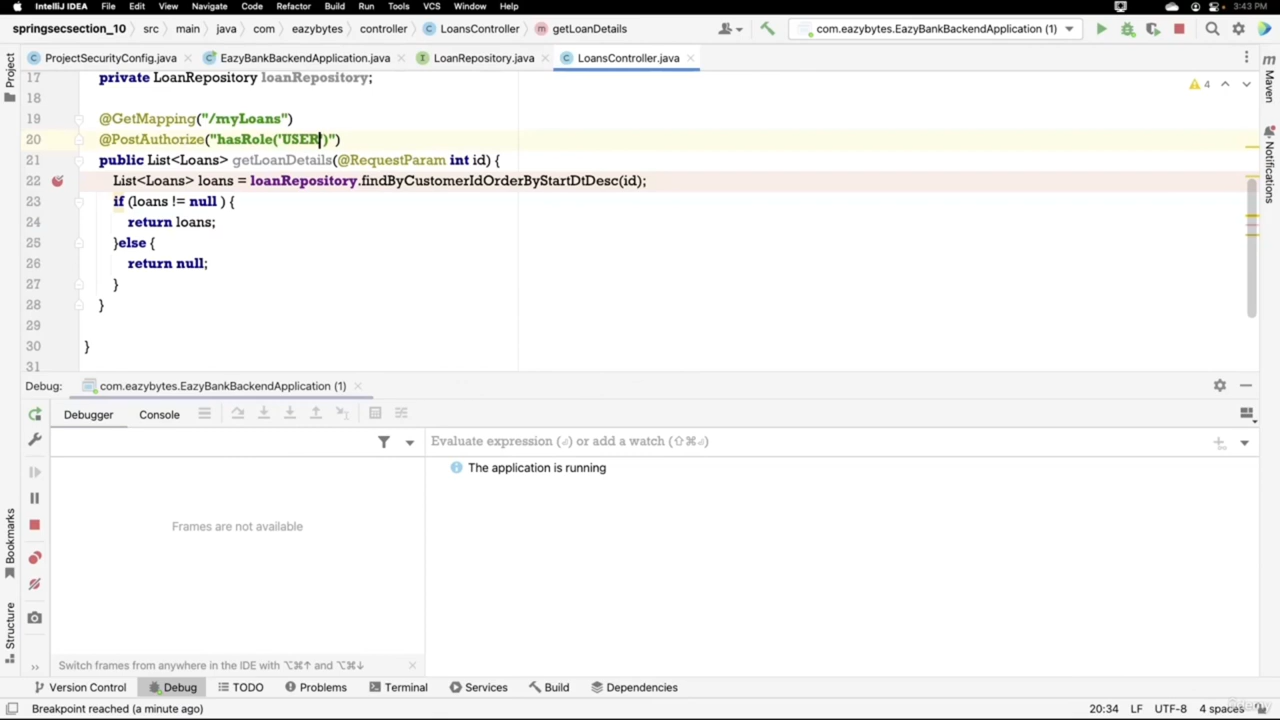 IntelliJ IDEA File Edit View Navigate Code Refactor Build Run Tools VCS Window Help 3:43 PM
springsecsection_10 src main java com eazybytes controller LoansController getLoanDetails com.eazybytes.EazyBankBackendApplication (1)
ProjectSecurityConfig.java EazyBankBackendApplication.java LoanRepository.java LoansController.java
Project
Maven
Notifications
4
17 private LoanRepository loanRepository;
18
19 @GetMapping("/myLoans")
20 @PostAuthorize("hasRole('USER')")
21 public List<Loans> getLoanDetails(@RequestParam int id) {
22 List<Loans> loans = loanRepository.findByCustomerIdOrderByStartDtDesc(id);
23 if (loans != null ) {
24 return loans;
25 }else {
26 return null;
27 }
28 }
29
30 }
31
Debug: com.eazybytes.EazyBankBackendApplication (1)
Debugger Console
Evaluate expression (⏎) or add a watch (⇧⌘⏎)
The application is running
Frames are not available
Bookmarks
Structure
Switch frames from anywhere in the IDE with ⌥⌘↑ and ⌥⌘↓
Version Control Debug TODO Problems Terminal Services Build Dependencies
Breakpoint reached (a minute ago) 20:34 LF UTF-8 4 spaces